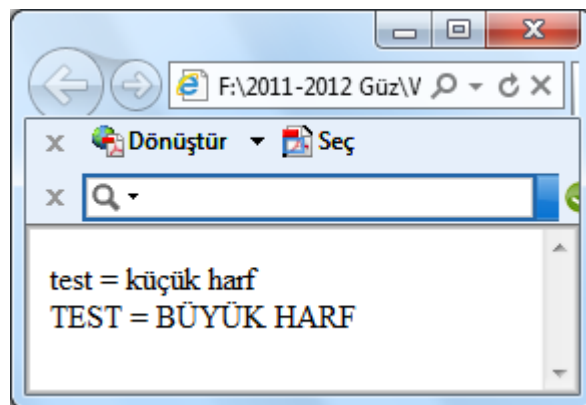 F:\2011-2012 Güz\V
Dönüştür Seç
test = küçük harf
TEST = BÜYÜK HARF